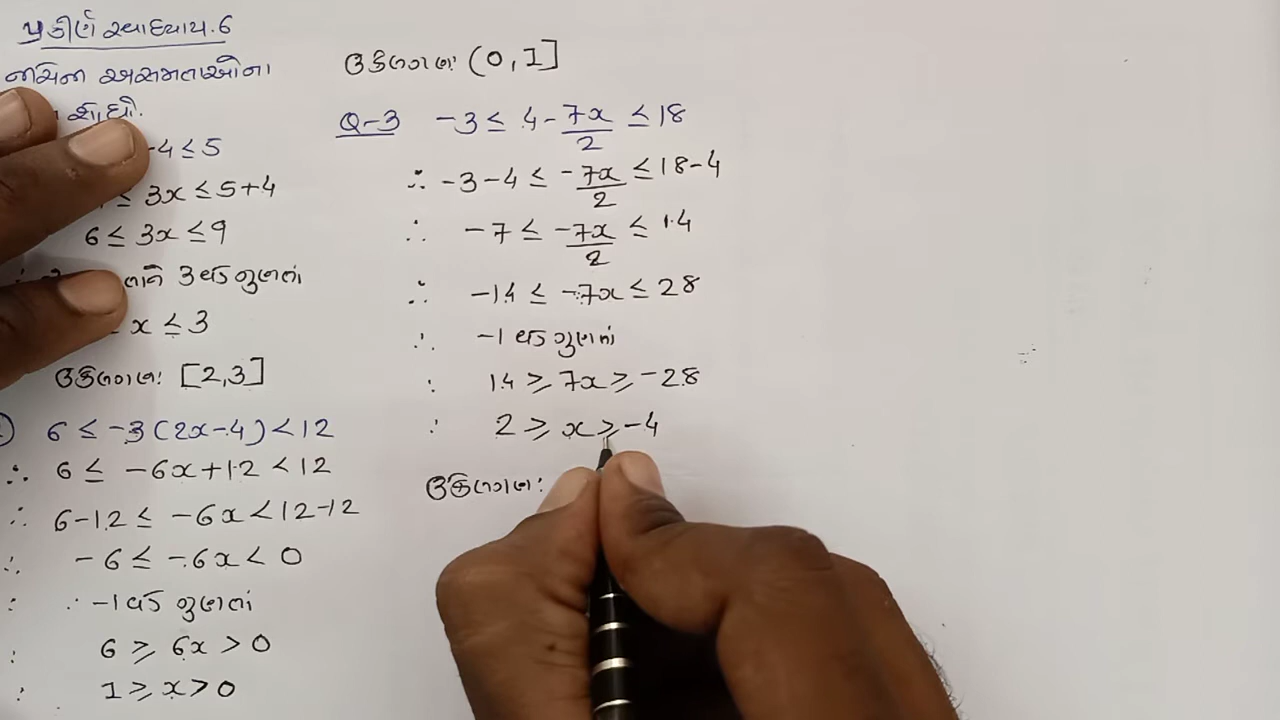 પ્રકીર્ણ સ્વાધ્યાય.6
નીચેના અસમતાઓના
શોધો.
-4 ≤ 5
≤ 3x ≤ 5+4
6 ≤ 3x ≤ 9
3 વડે ગુણતાં
x ≤ 3
ઉકેલગણ: [2,3]
6 ≤ -3(2x-4) < 12
∴ 6 ≤ -6x+12 < 12
∴ 6-12 ≤ -6x < 12-12
∴ -6 ≤ -6x < 0
: ∴ -1 વડે ગુણતાં
: 6 ≥ 6x > 0
: 1 ≥ x > 0
ઉકેલગણ: (0,1]
Q-3 -3 ≤ 4 - 7x/2 ≤ 18
∴ -3-4 ≤ -7x/2 ≤ 18-4
∴ -7 ≤ -7x/2 ≤ 14
∴ -14 ≤ -7x ≤ 28
∴ -1 વડે ગુણતાં
: 14 ≥ 7x ≥ -28
∴ 2 ≥ x ≥ -4
ઉકેલગણ: